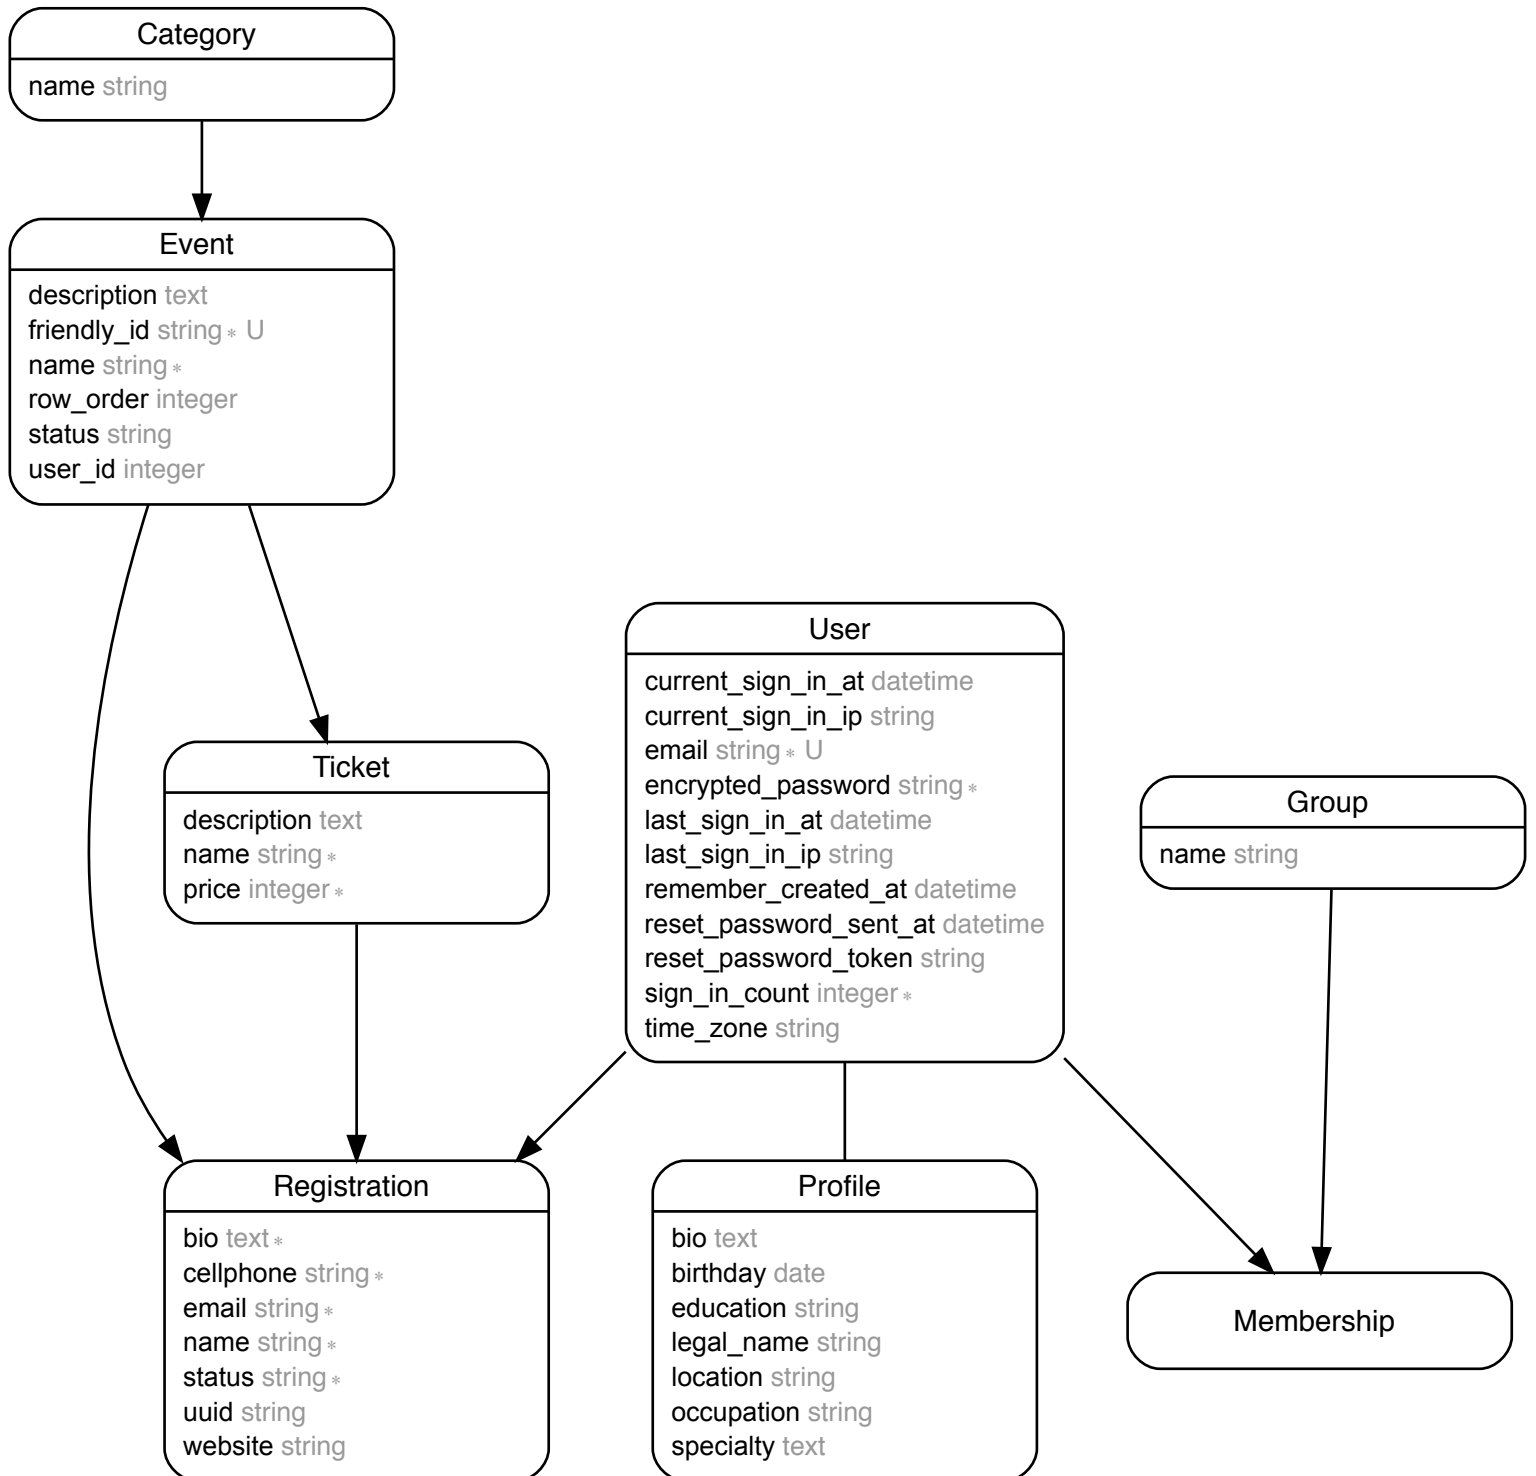 Category
name string
Event
description text
friendly_id string∗ U
name string∗
row_order integer
status string
user_id integer
Ticket
description text
name string∗
price integer∗
User
current_sign_in_at datetime
current_sign_in_ip string
email string∗ U
encrypted_password string∗
last_sign_in_at datetime
last_sign_in_ip string
remember_created_at datetime
reset_password_sent_at datetime
reset_password_token string
sign_in_count integer∗
time_zone string
Group
name string
Registration
bio text∗
cellphone string∗
email string∗
name string∗
status string∗
uuid string
website string
Profile
bio text
birthday date
education string
legal_name string
location string
occupation string
specialty text
Membership